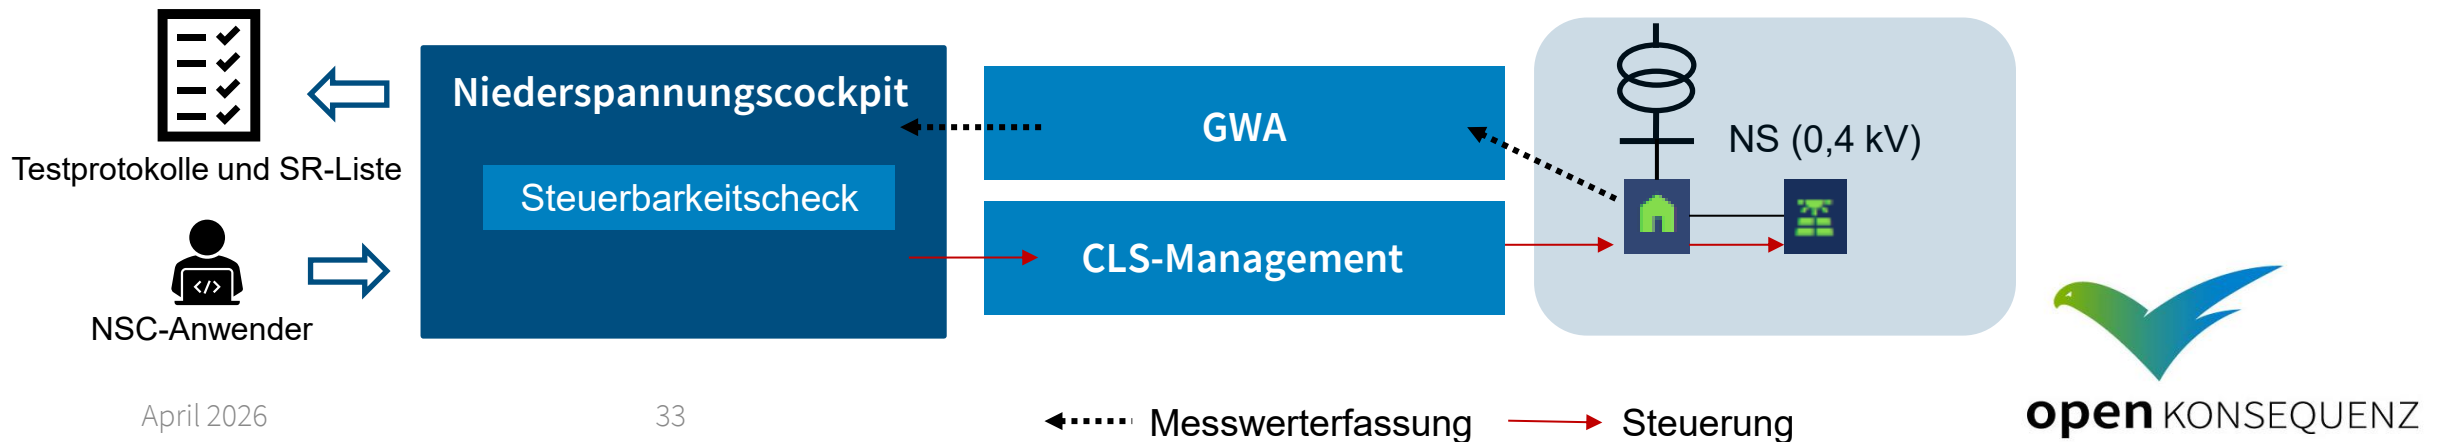 Testprotokolle und SR-Liste
NSC-Anwender
Niederspannungscockpit
Steuerbarkeitscheck
GWA
CLS-Management
NS (0,4 kV)
</>
April 2026
33
Messwerterfassung
Steuerung
open KONSEQUENZ